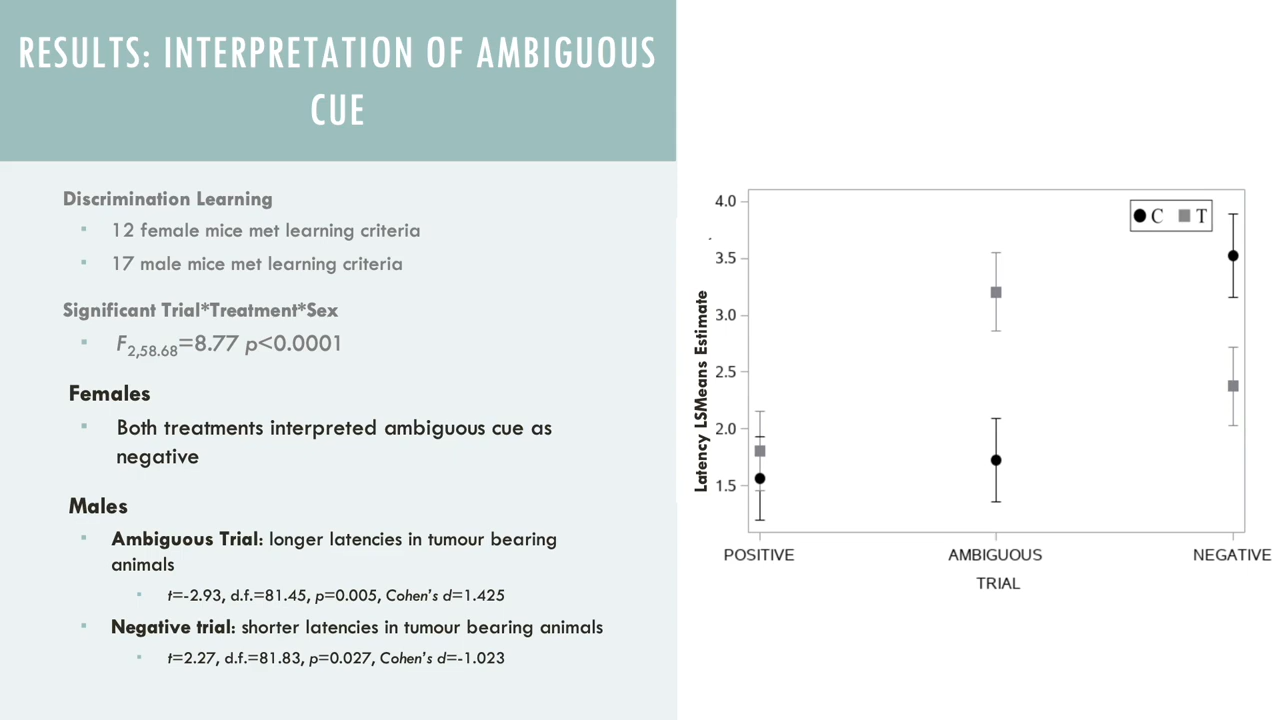 RESULTS: INTERPRETATION OF AMBIGUOUS
CUE
Discrimination Learning
▪ 12 female mice met learning criteria
▪ 17 male mice met learning criteria
Significant Trial*Treatment*Sex
▪ F2,58.68=8.77 p<0.0001
Females
▪ Both treatments interpreted ambiguous cue as
negative
Males
▪ Ambiguous Trial: longer latencies in tumour bearing
animals
▪ t=-2.93, d.f.=81.45, p=0.005, Cohen's d=1.425
▪ Negative trial: shorter latencies in tumour bearing animals
▪ t=2.27, d.f.=81.83, p=0.027, Cohen's d=-1.023
Latency LSMeans Estimate
4.0
3.5
3.0
2.5
2.0
1.5
C T
POSITIVE AMBIGUOUS NEGATIVE
TRIAL